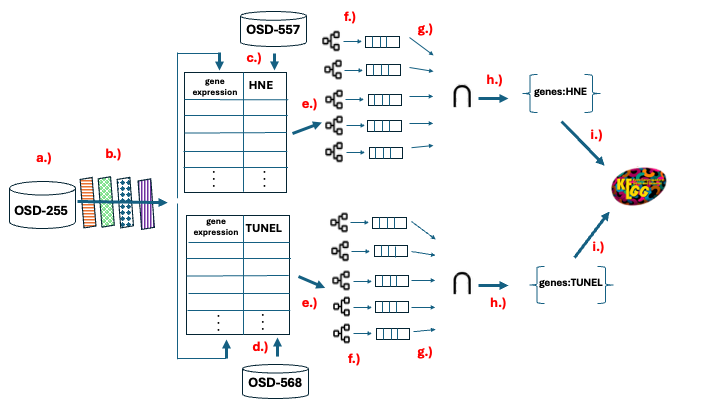 f.)
OSD-557
g.)
c.)
gene
expression
HNE
h.)
e.)
{genes:HNE}
i.)
a.)
b.)
KEGG
OSD-255
gene
expression
TUNEL
i.)
{genes:TUNEL}
e.)
h.)
d.)
f.)
g.)
OSD-568